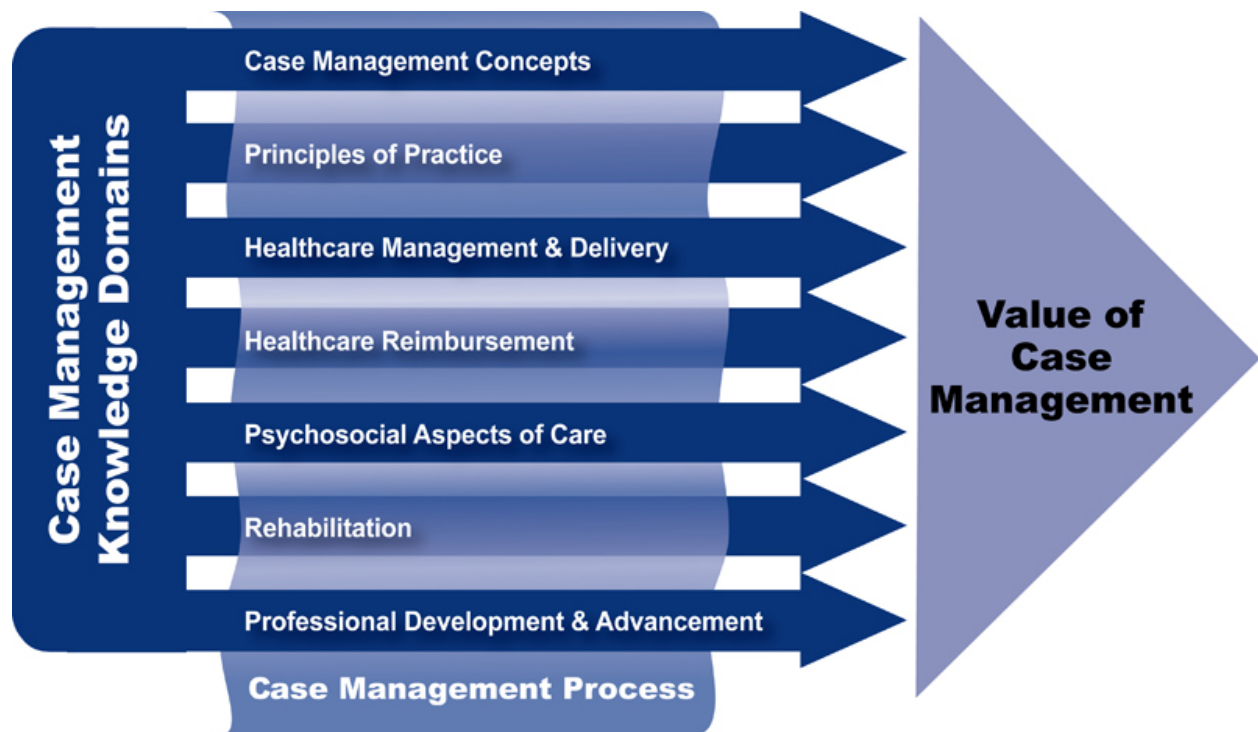 Case Management
Knowledge Domains
Case Management Concepts
Principles of Practice
Healthcare Management & Delivery
Healthcare Reimbursement
Psychosocial Aspects of Care
Rehabilitation
Professional Development & Advancement
Case Management Process
Value of
Case
Management